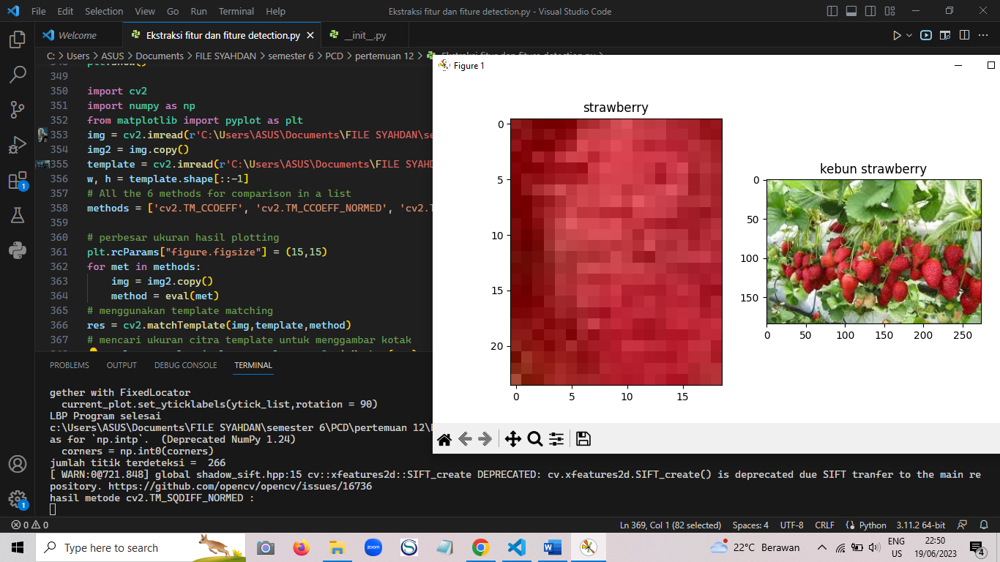 File Edit Selection View Go Run Terminal Help
Ekstraksi fitur dan fiture detection.py - Visual Studio Code
Welcome
Ekstraksi fitur dan fiture detection.py
__init__.py
C: > Users > ASUS > Documents > FILE SYAHDAN > semester 6 > PCD > pertemuan 12 >
349
350 import cv2
351 import numpy as np
352 from matplotlib import pyplot as plt
353 img = cv2.imread(r'C:\Users\ASUS\Documents\FILE SYAHDAN\se
354 img2 = img.copy()
355 template = cv2.imread(r'C:\Users\ASUS\Documents\FILE SYAHD
356 w, h = template.shape[::-1]
357 # All the 6 methods for comparison in a list
358 methods = ['cv2.TM_CCOEFF', 'cv2.TM_CCOEFF_NORMED', 'cv2.T
359
360 # perbesar ukuran hasil plotting
361 plt.rcParams["figure.figsize"] = (15,15)
362 for met in methods:
363 img = img2.copy()
364 method = eval(met)
365 # menggunakan template matching
366 res = cv2.matchTemplate(img,template,method)
367 # mencari ukuran citra template untuk menggambar kotak
Figure 1
strawberry
0
5
10
15
20
0 5 10 15
kebun strawberry
0
50
100
150
0 50 100 150 200 250
1
1
PROBLEMS OUTPUT DEBUG CONSOLE TERMINAL
gether with FixedLocator
current_plot.set_yticklabels(ytick_list,rotation = 90)
LBP Program selesai
c:\Users\ASUS\Documents\FILE SYAHDAN\semester 6\PCD\pertemuan 12\
as for `np.intp`. (Deprecated NumPy 1.24)
corners = np.int0(corners)
jumlah titik terdeteksi = 266
[ WARN:0@721.848] global shadow_sift.hpp:15 cv::xfeatures2d::SIFT_create DEPRECATED: cv.xfeatures2d.SIFT_create() is deprecated due SIFT tranfer to the main re
pository. https://github.com/opencv/opencv/issues/16736
hasil metode cv2.TM_SQDIFF_NORMED :
0 0
Ln 369, Col 1 (82 selected) Spaces: 4 UTF-8 CRLF Python 3.11.2 64-bit
Type here to search
zoom
22°C Berawan
ENG
US
22:50
19/06/2023
4